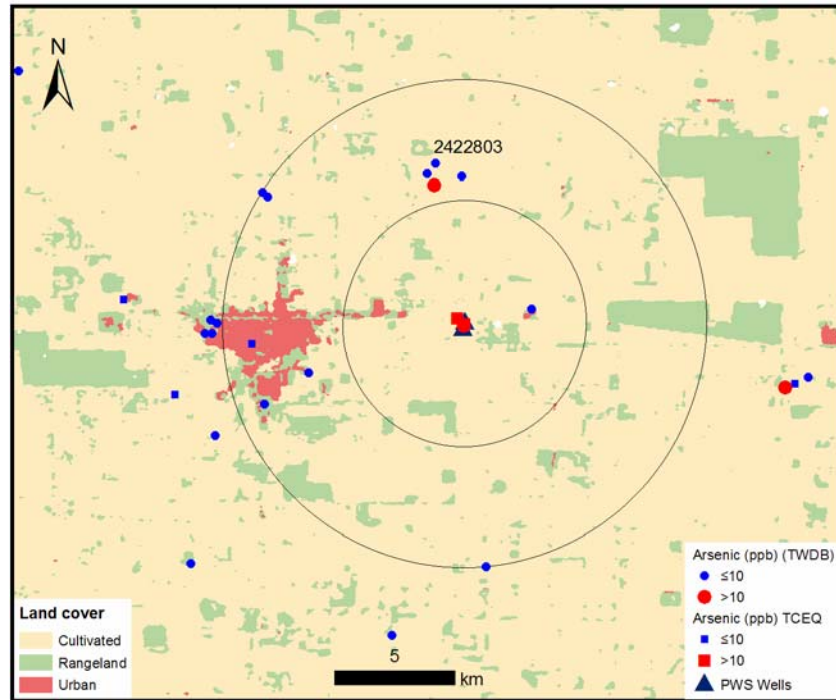 N
2422803
Arsenic (ppb) (TWDB)
≤10
>10
Arsenic (ppb) TCEQ
≤10
>10
PWS Wells
Land cover
Cultivated
Rangeland
Urban
5
km